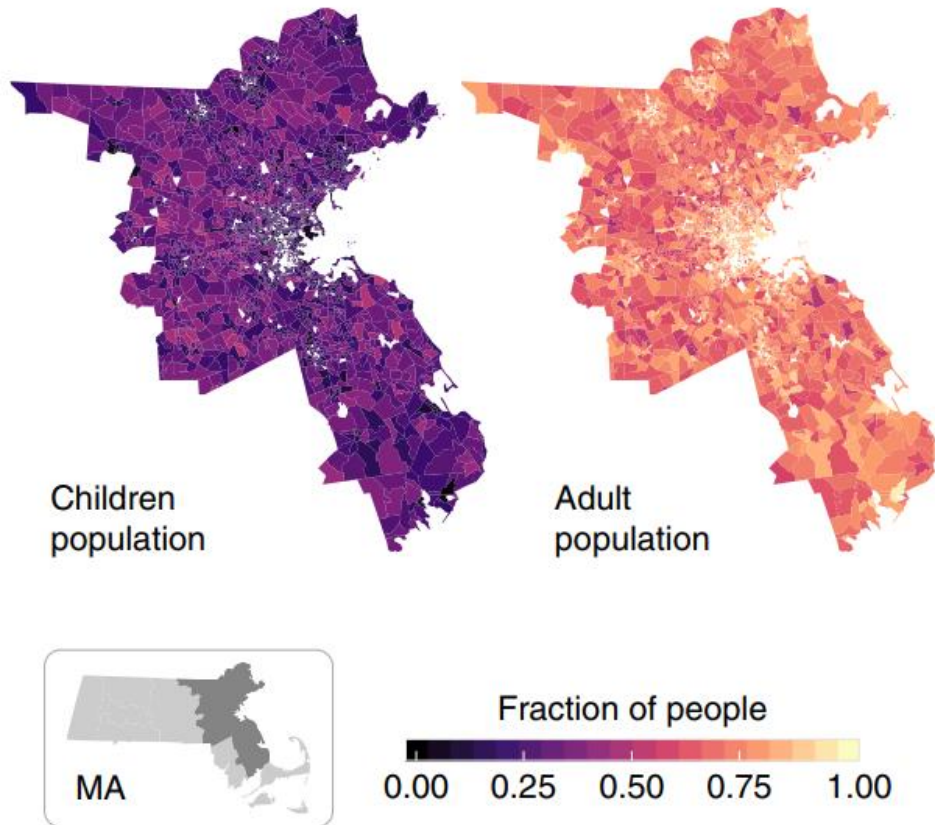 Children
population
Adult
population
MA
Fraction of people
0.00 0.25 0.50 0.75 1.00